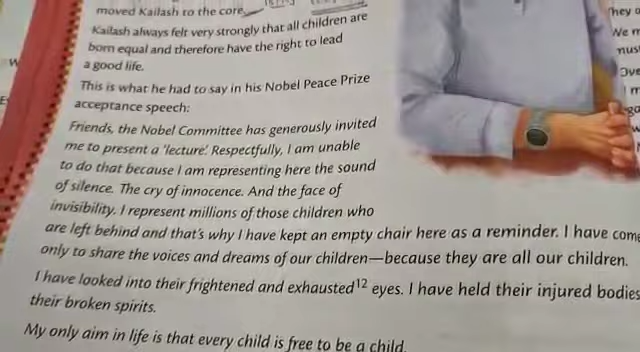 moved Kailash to the core.
Kailash always felt very strongly that all children are
born equal and therefore have the right to lead
a good life.
This is what he had to say in his Nobel Peace Prize
acceptance speech:
Friends, the Nobel Committee has generously invited
me to present a 'lecture'. Respectfully, I am unable
to do that because I am representing here the sound
of silence. The cry of innocence. And the face of
invisibility. I represent millions of those children who
are left behind and that's why I have kept an empty chair here as a reminder. I have come
only to share the voices and dreams of our children—because they are all our children.
I have looked into their frightened and exhausted¹² eyes. I have held their injured bodies
their broken spirits.
My only aim in life is that every child is free to be a child